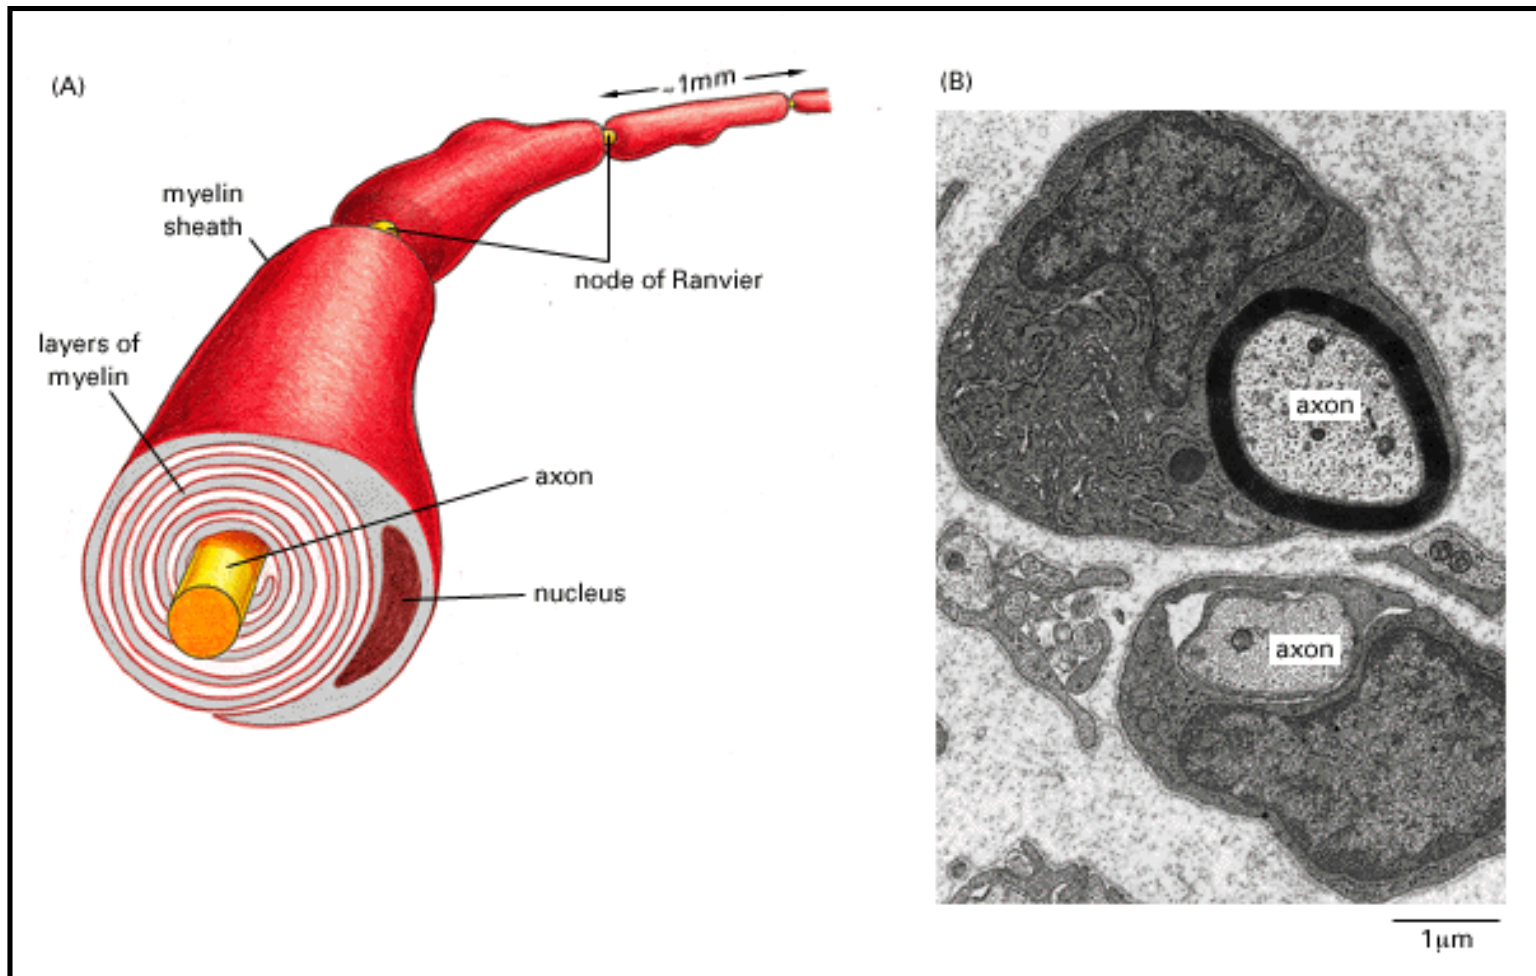 (A)
~1mm
myelin
sheath
node of Ranvier
layers of
myelin
axon
nucleus
(B)
axon
axon
1μm